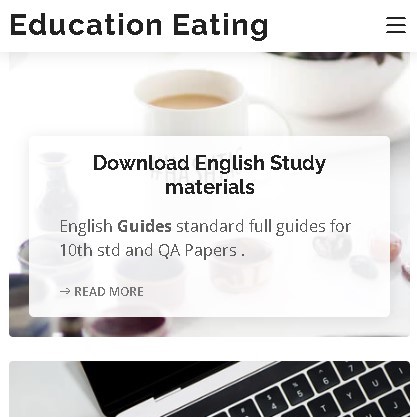 Education Eating
Download English Study
materials
English Guides standard full guides for
10th std and QA Papers .
→ READ MORE